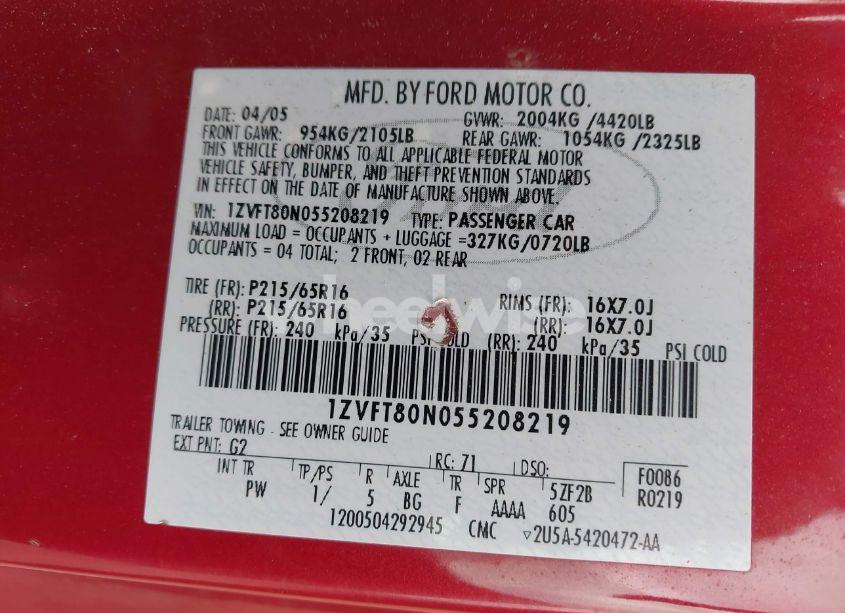 MFD. BY FORD MOTOR CO.
DATE: 04/05 GVWR: 2004KG /4420LB
FRONT GAWR: 954KG/2105LB REAR GAWR: 1054KG /2325LB
THIS VEHICLE CONFORMS TO ALL APPLICABLE FEDERAL MOTOR
VEHICLE SAFETY, BUMPER, AND THEFT PREVENTION STANDARDS
IN EFFECT ON THE DATE OF MANUFACTURE SHOWN ABOVE.
VIN: 1ZVFT80N055208219 TYPE: PASSENGER CAR
MAXIMUM LOAD = OCCUPANTS + LUGGAGE =327KG/0720LB
OCCUPANTS = 04 TOTAL; 2 FRONT, 02 REAR
TIRE (FR): P215/65R16 RINS (FR): 16X7.0J
(RR): P215/65R16 (RR): 16X7.0J
PRESSURE (FR): 240 kPa/35 PSI COLD (RR): 240 kPa/35 PSI COLD
1ZVFT80N055208219
TRAILER TOWING - SEE OWNER GUIDE
EXT PNT: G2 RC: 71 DSO: F0086
INT TR TP/PS R AXLE TR SPR 5ZF2B R0219
PW 1/ 5 BG F AAAA 605
1200504292945 CMC ▽2U5A-5420472-AA